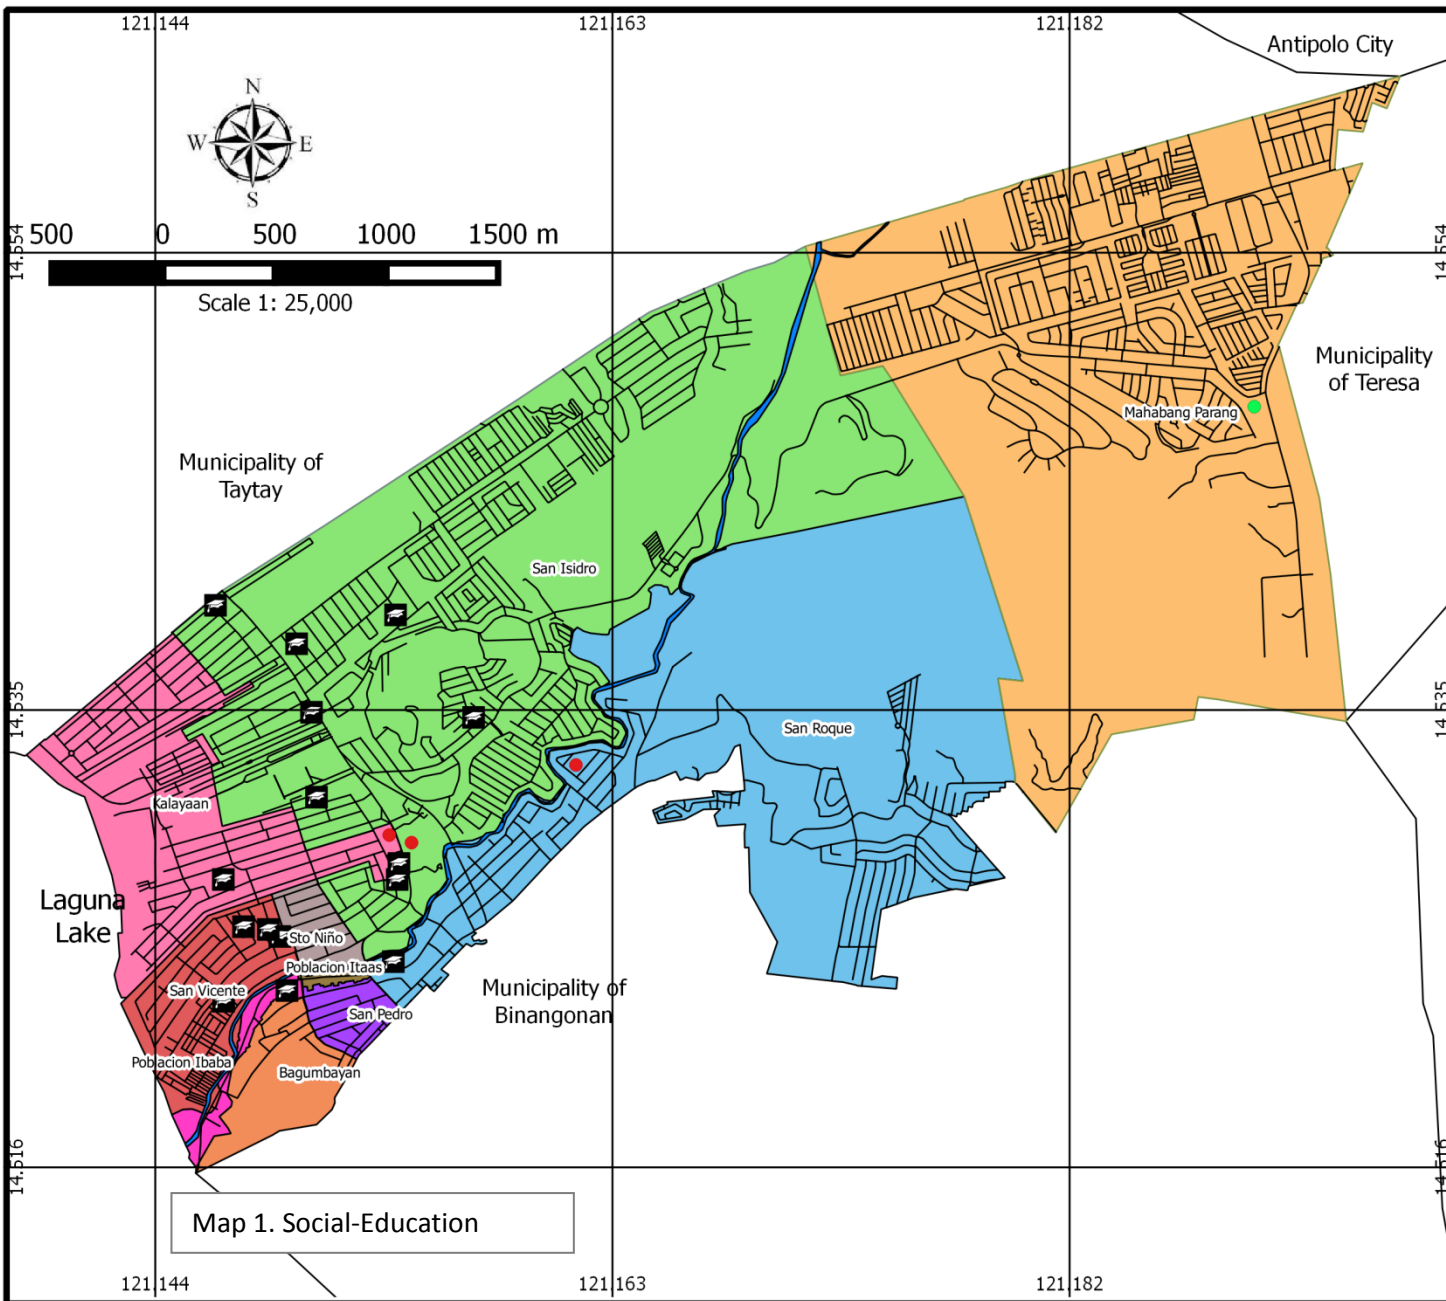 121.144
121.163
121.182
Antipolo City
N
W
E
S
500 0 500 1000 1500 m
Scale 1: 25,000
14.554
14.554
Municipality
of Teresa
Mahabang Parang
Municipality of
Taytay
San Isidro
14.535
14.535
San Roque
Kalayaan
Laguna
Lake
Sto Niño
Poblacion Itaas
San Vicente
Municipality of
Binangonan
San Pedro
Poblacion Ibaba
Bagumbayan
14.516
14.516
Map 1. Social-Education
121.144
121.163
121.182